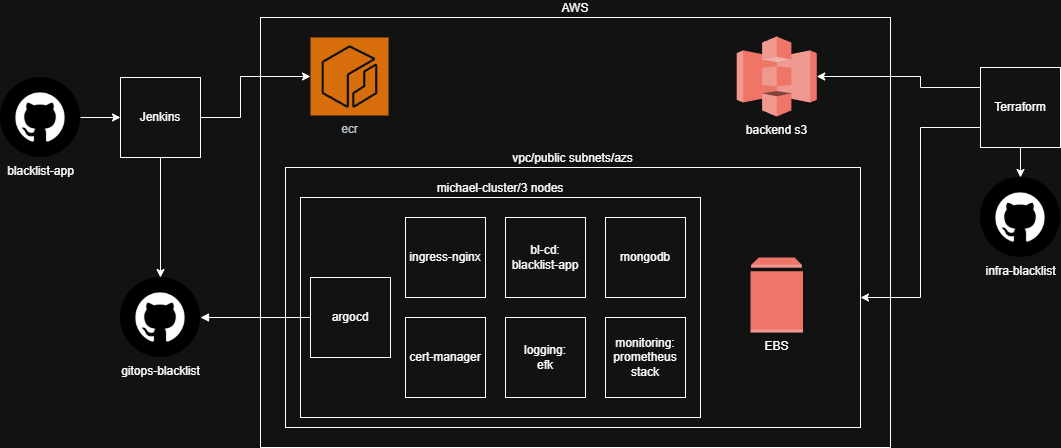 AWS
ecr
backend s3
Jenkins
Terraform
blacklist-app
vpc/public subnets/azs
michael-cluster/3 nodes
ingress-nginx
bl-cd:
blacklist-app
mongodb
infra-blacklist
argocd
cert-manager
logging:
efk
monitoring:
prometheus
stack
EBS
gitops-blacklist